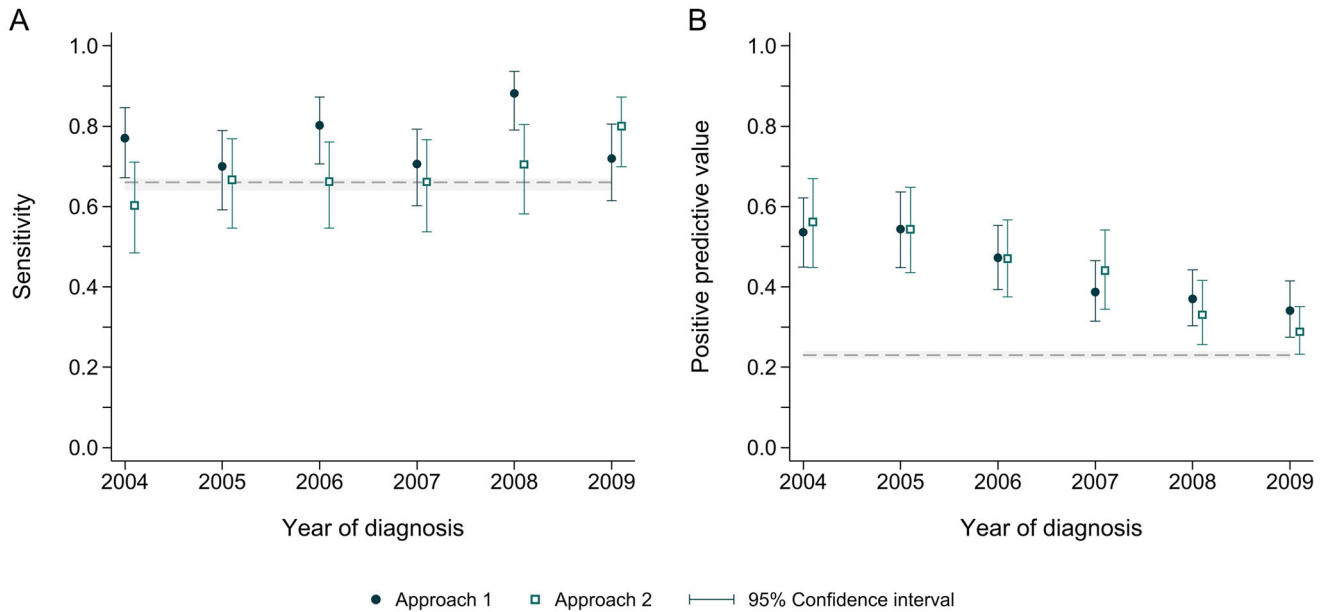 A
1.0
0.8
0.6
0.4
0.2
0.0
Sensitivity
2004 2005 2006 2007 2008 2009
Year of diagnosis
B
1.0
0.8
0.6
0.4
0.2
0.0
Positive predictive value
2004 2005 2006 2007 2008 2009
Year of diagnosis
Approach 1 Approach 2 95% Confidence interval